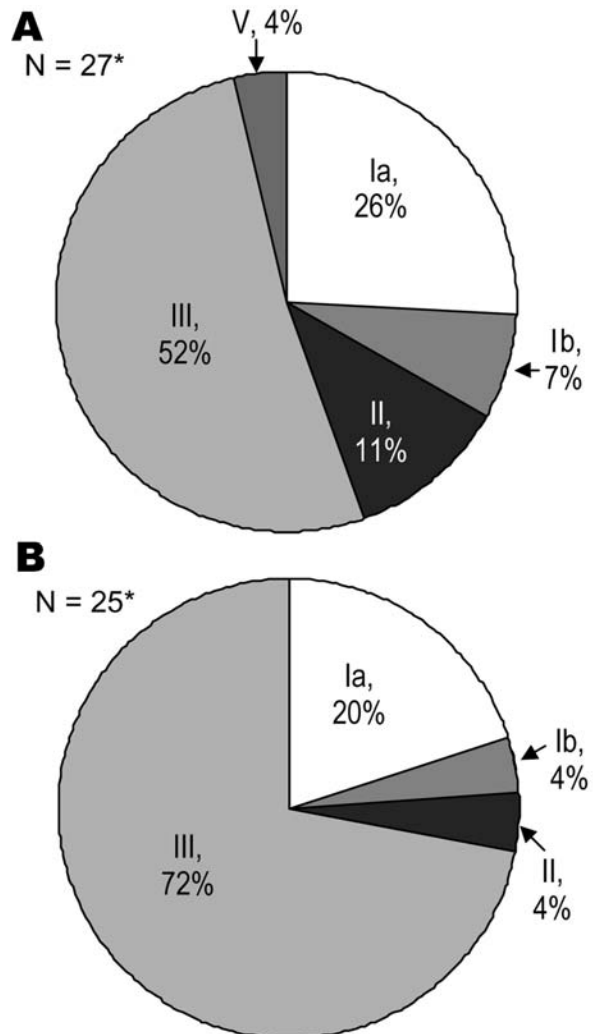 A
N = 27*
V, 4%
Ia,
26%
Ib,
7%
II,
11%
III,
52%
B
N = 25*
Ia,
20%
Ib,
4%
II,
4%
III,
72%